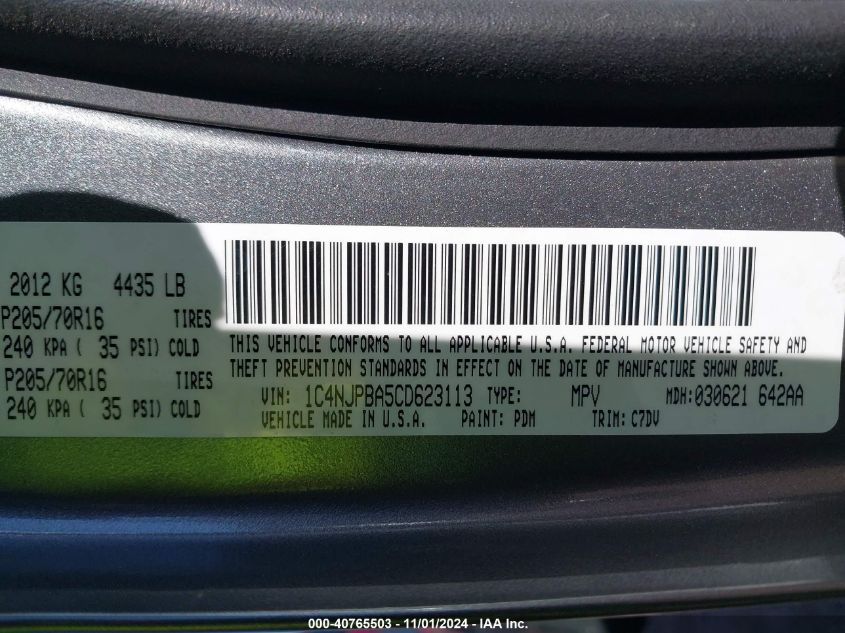 2012 KG 4435 LB
P205/70R16 TIRES
240 KPA ( 35 PSI) COLD
P205/70R16 TIRES
240 KPA ( 35 PSI) COLD
THIS VEHICLE CONFORMS TO ALL APPLICABLE U.S.A. FEDERAL MOTOR VEHICLE SAFETY AND
THEFT PREVENTION STANDARDS IN EFFECT ON THE DATE OF MANUFACTURE SHOWN ABOVE.
VIN: 1C4NJPBA5CD623113 TYPE: MPV MDH: 030621 642AA
VEHICLE MADE IN U.S.A. PAINT: PDM TRIM: C7DV
000-40765503 - 11/01/2024 - IAA Inc.